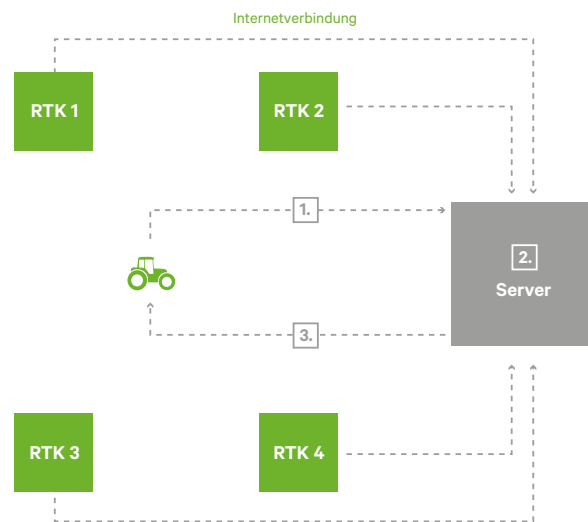 Internetverbindung
RTK 1
RTK 2
1.
2.
Server
3.
RTK 3
RTK 4